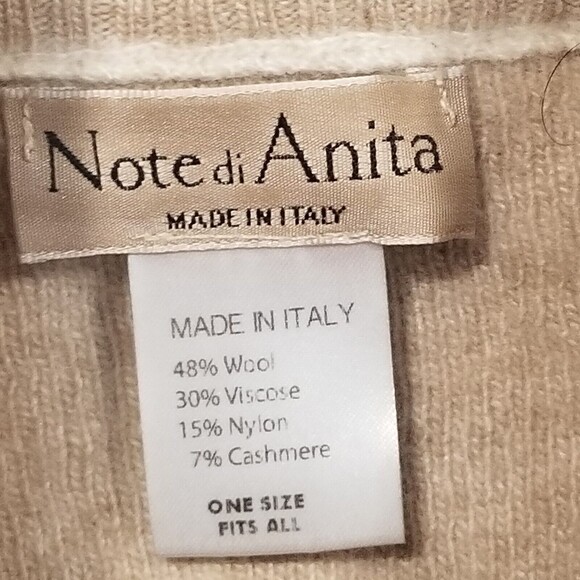 Note di Anita
MADE IN ITALY
MADE IN ITALY
48% Wool
30% Viscose
15% Nylon
7% Cashmere
ONE SIZE
FITS ALL